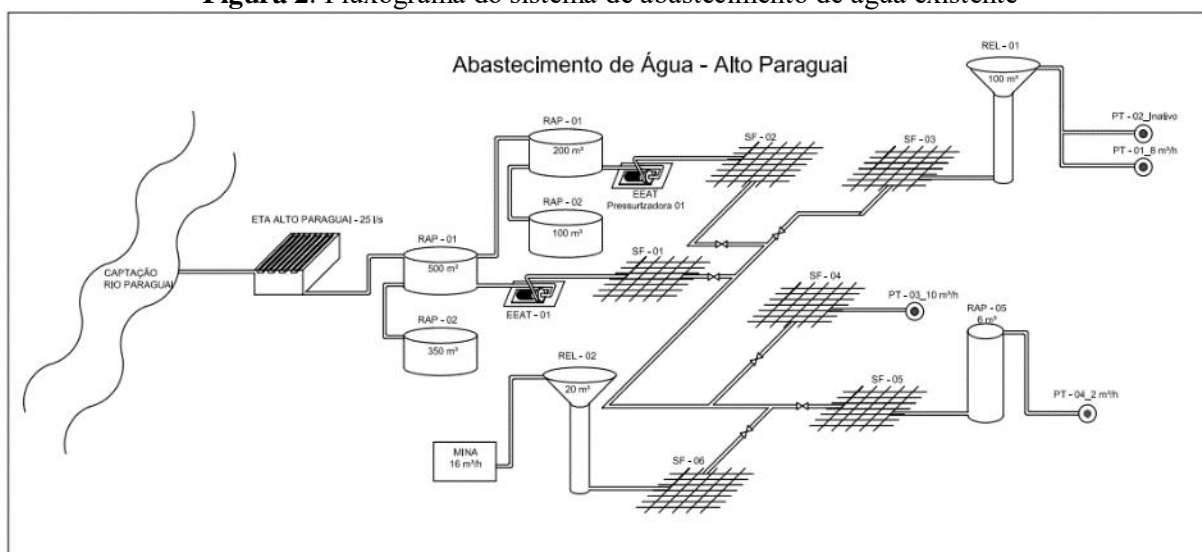 Figura 2. Fluxograma do sistema de abastecimento de água existente
Abastecimento de Água - Alto Paraguai
REL - 01
100 m³
PT - 02_Inativo
PT - 01_8 m³/h
RAP - 01
200 m³
SF - 02
SF - 03
EEAT
Pressurizadora 01
RAP - 02
100 m³
ETA ALTO PARAGUAI - 25 l/s
RAP - 01
500 m³
SF - 01
CAPTAÇÃO
RIO PARAGUAI
EEAT - 01
SF - 04
PT - 03_10 m³/h
RAP - 05
6 m³
RAP - 02
350 m³
REL - 02
20 m³
SF - 05
PT - 04_2 m³/h
MINA
16 m³/h
SF - 06